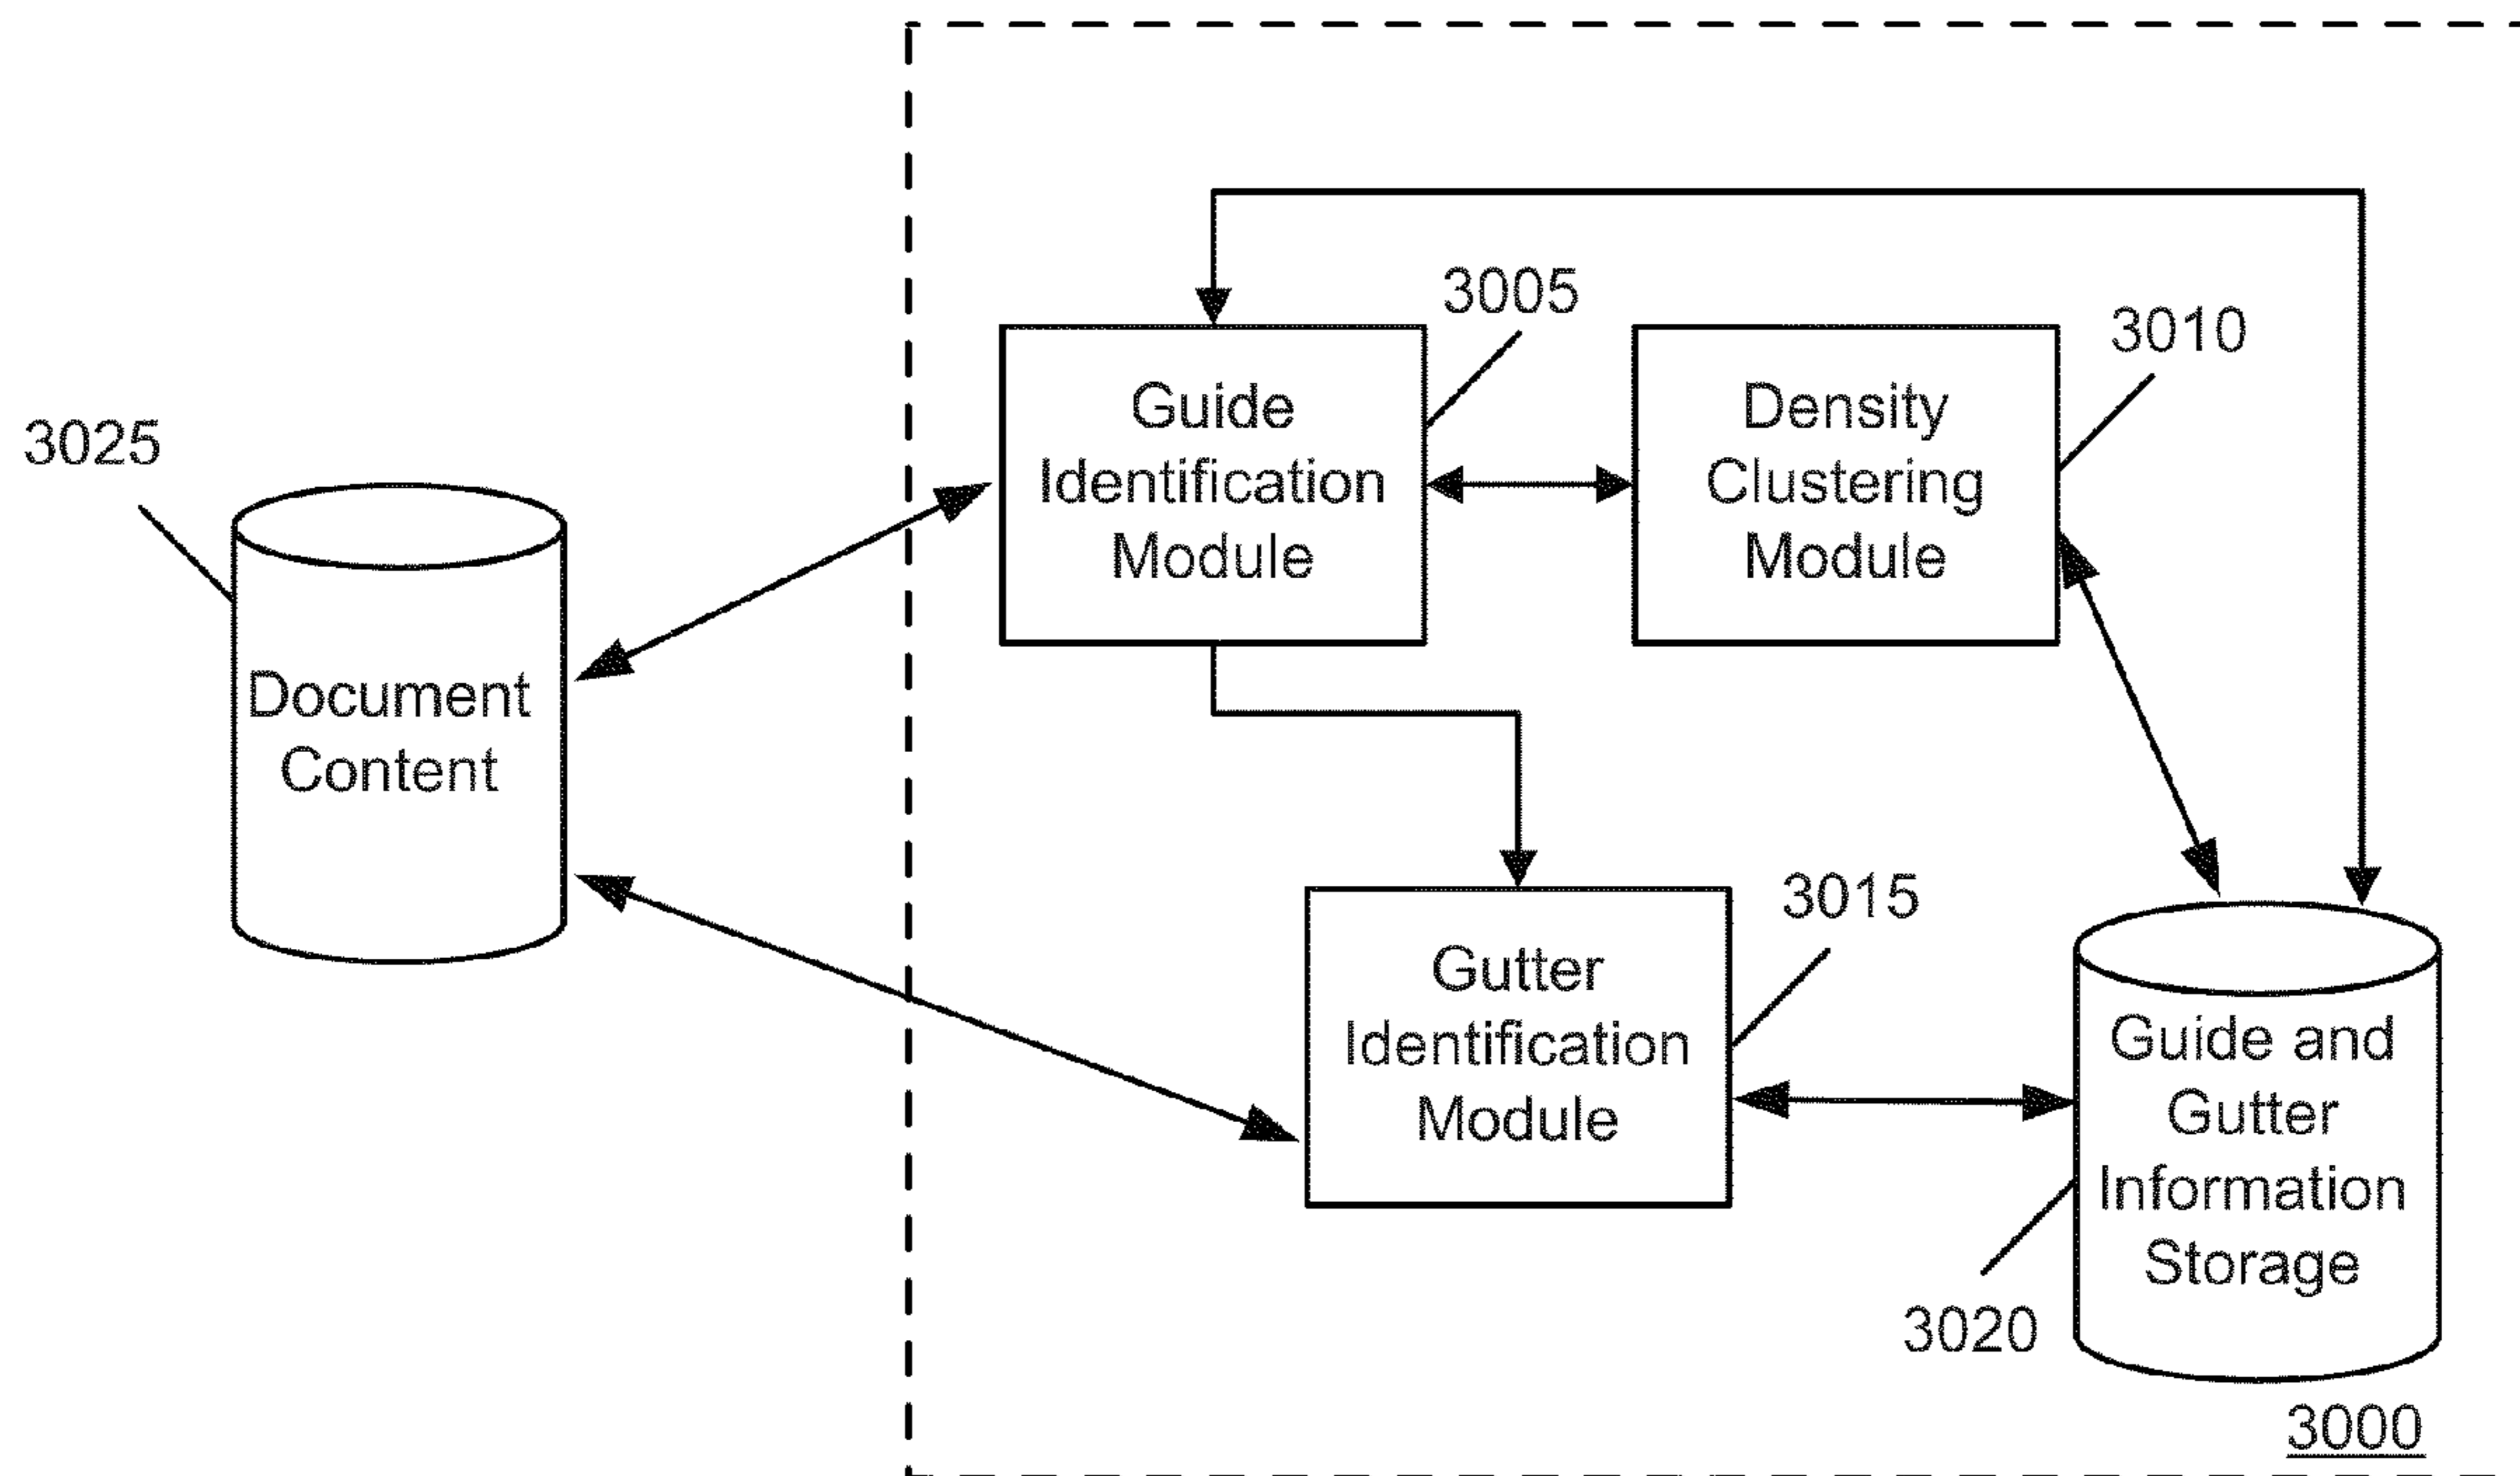 3005
3010
3025
Guide
Identification
Module
Density
Clustering
Module
Document
Content
3015
Gutter
Identification
Module
Guide and
Gutter
Information
Storage
3020
3000